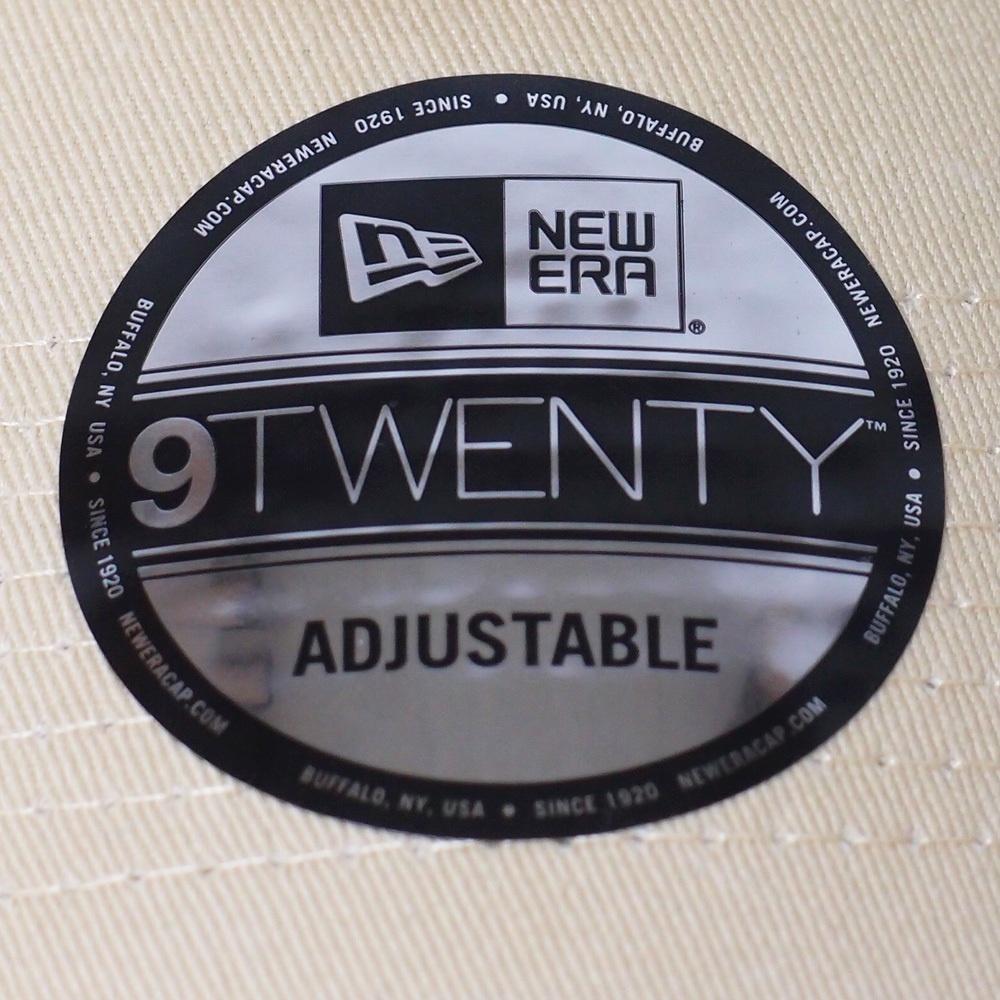 NEW
ERA
®
9TWENTY™
ADJUSTABLE
BUFFALO, NY, USA • SINCE 1920 NEWERACAP.COM
BUFFALO, NY USA • SINCE 1920 NEWERACAP.COM
BUFFALO, NY, USA • SINCE 1920 NEWERACAP.COM
BUFFALO, NY, USA • SINCE 1920 NEWERACAP.COM